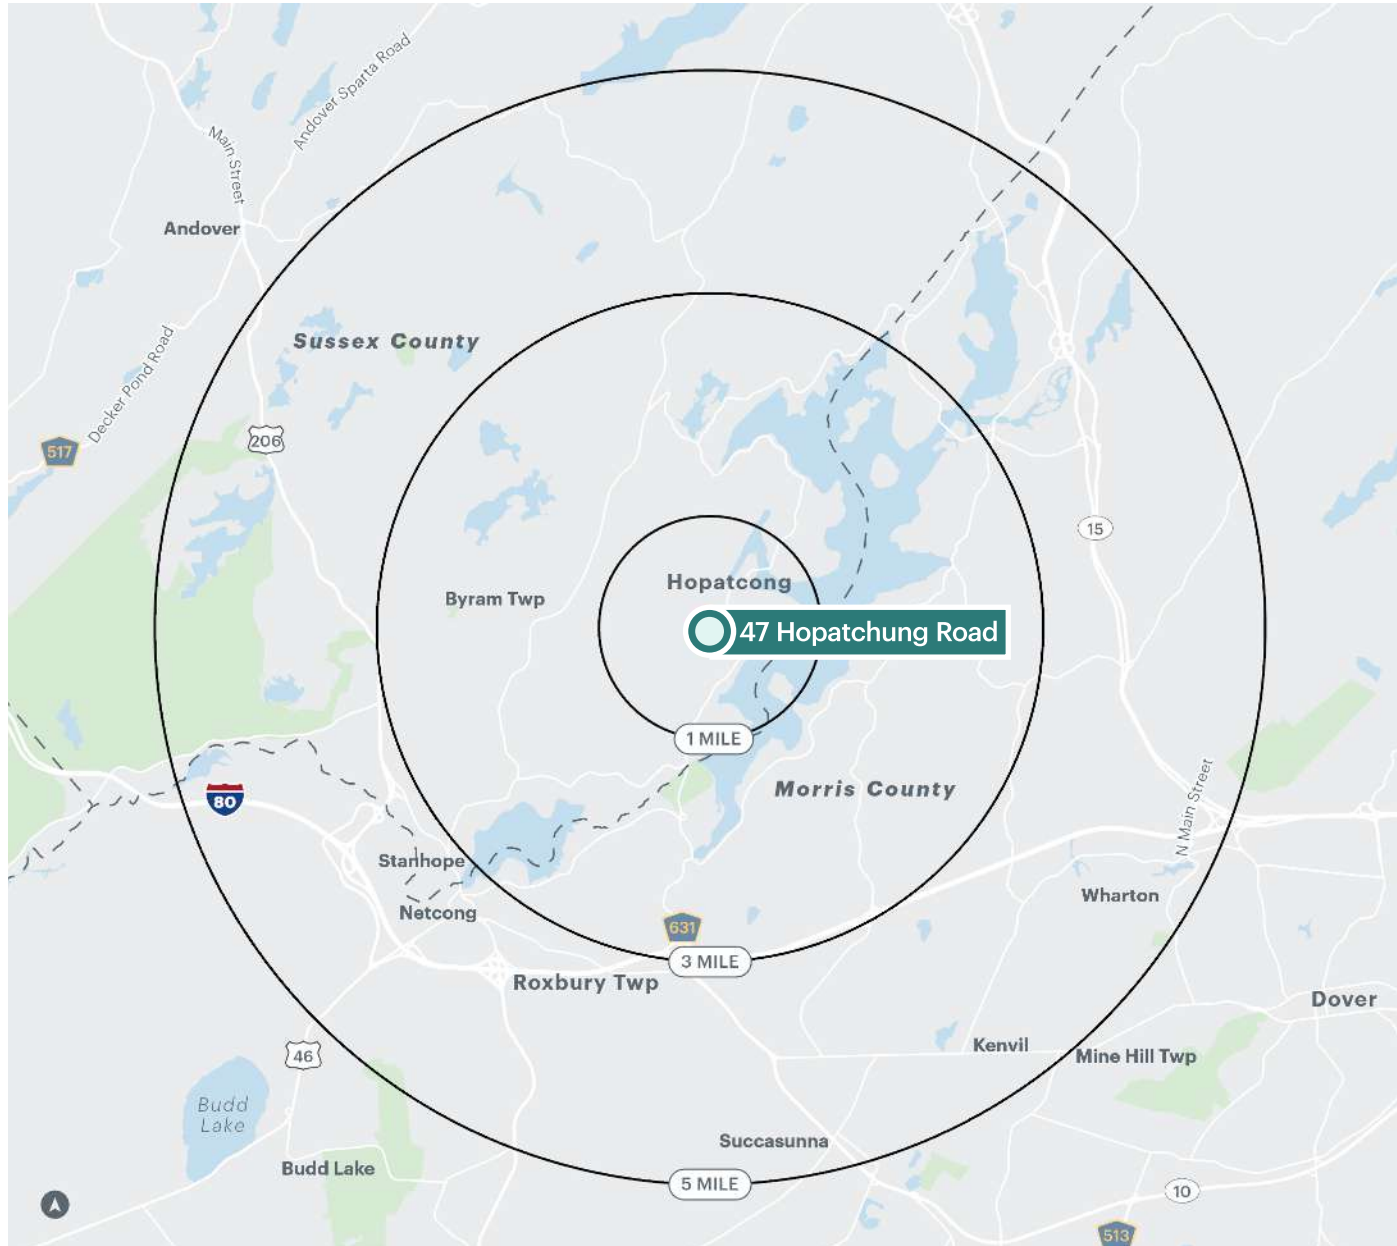 Andover Sparta Road
Main Street
Andover
Sussex County
Decker Pond Road
517
206
15
Hopatcong
Byram Twp
47 Hopatchung Road
1 MILE
Morris County
80
N Main Street
Stanhope
Wharton
Netcong
631
3 MILE
Roxbury Twp
Dover
46
Kenvil
Mine Hill Twp
Budd
Lake
Succasunna
Budd Lake
5 MILE
10
513